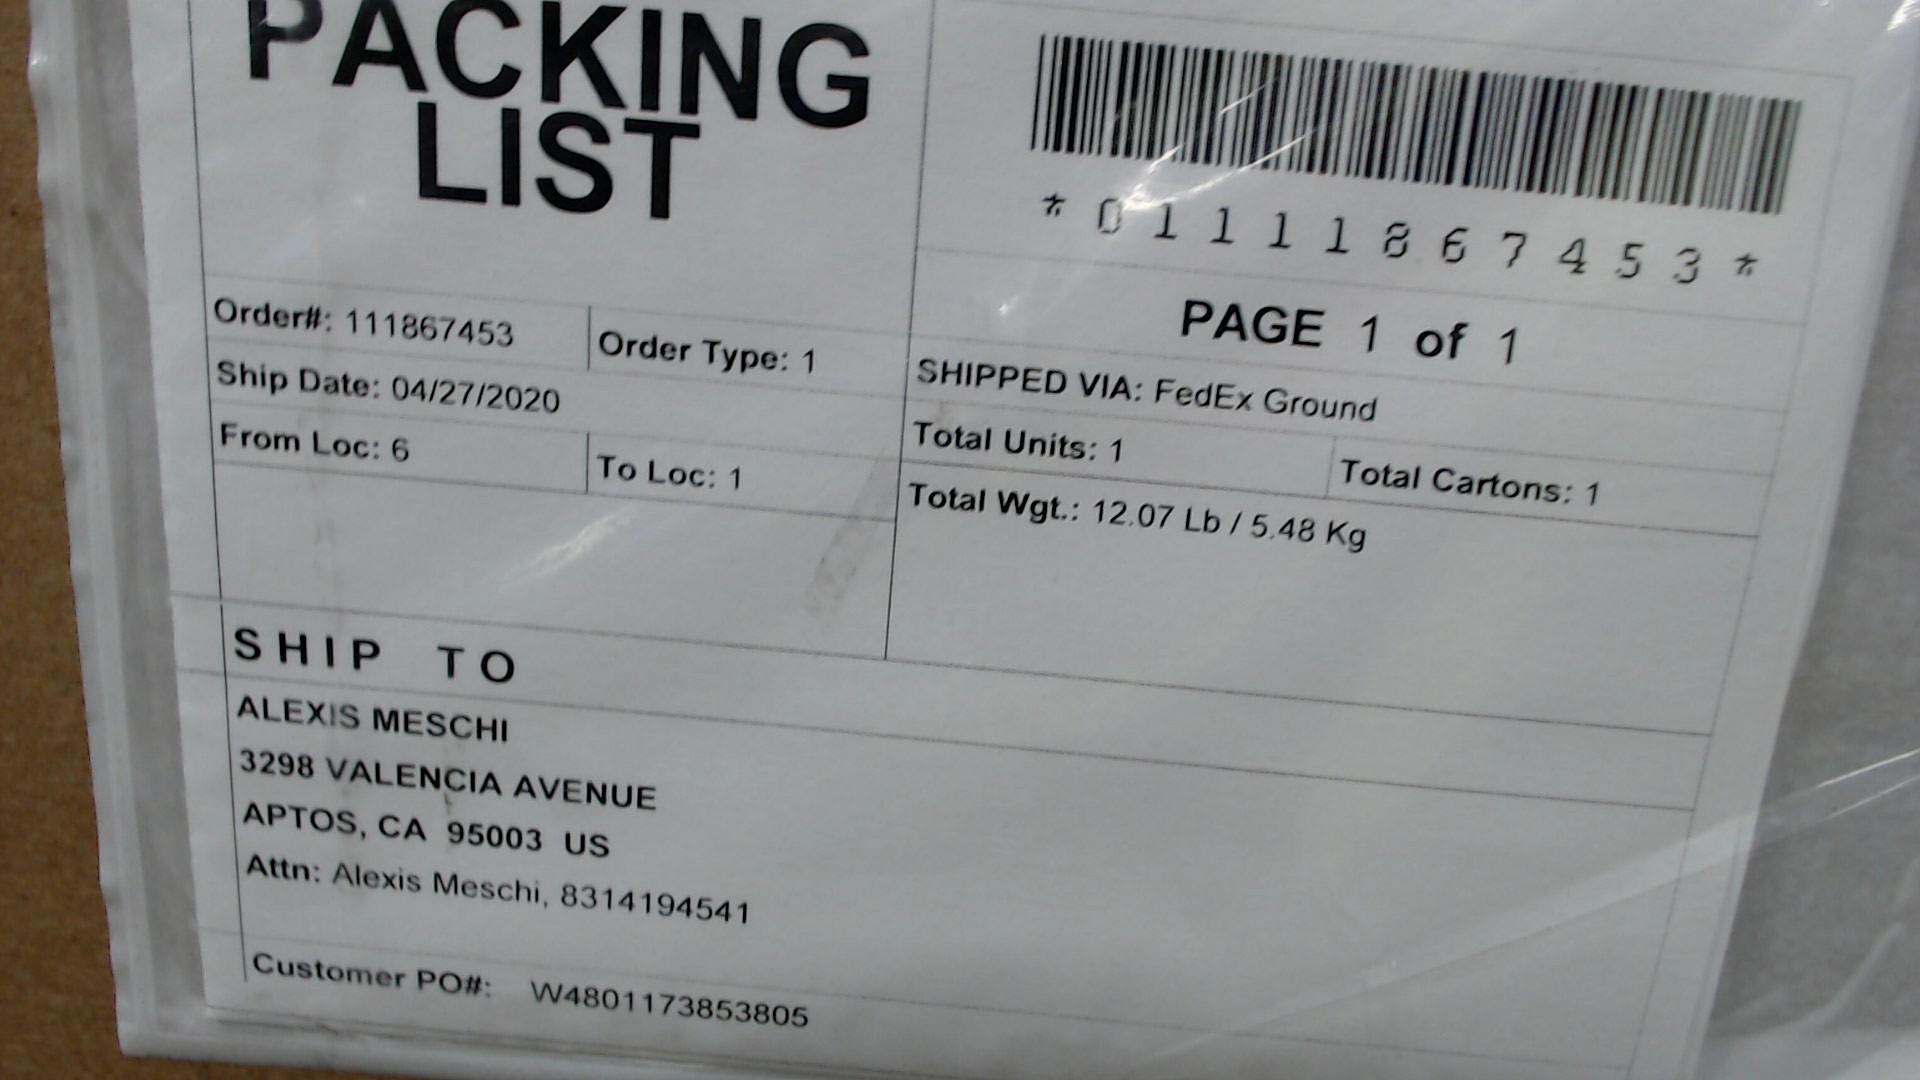 PACKING
LIST
*01111867453*
PAGE 1 of 1
Order#: 111867453
Order Type: 1
Ship Date: 04/27/2020
From Loc: 6
To Loc: 1
SHIPPED VIA: FedEx Ground
Total Units: 1
Total Cartons: 1
Total Wgt.: 12.07 Lb / 5.48 Kg
SHIP TO
ALEXIS MESCHI
3298 VALENCIA AVENUE
APTOS, CA 95003 US
Attn: Alexis Meschi, 8314194541
Customer PO#: W4801173853805